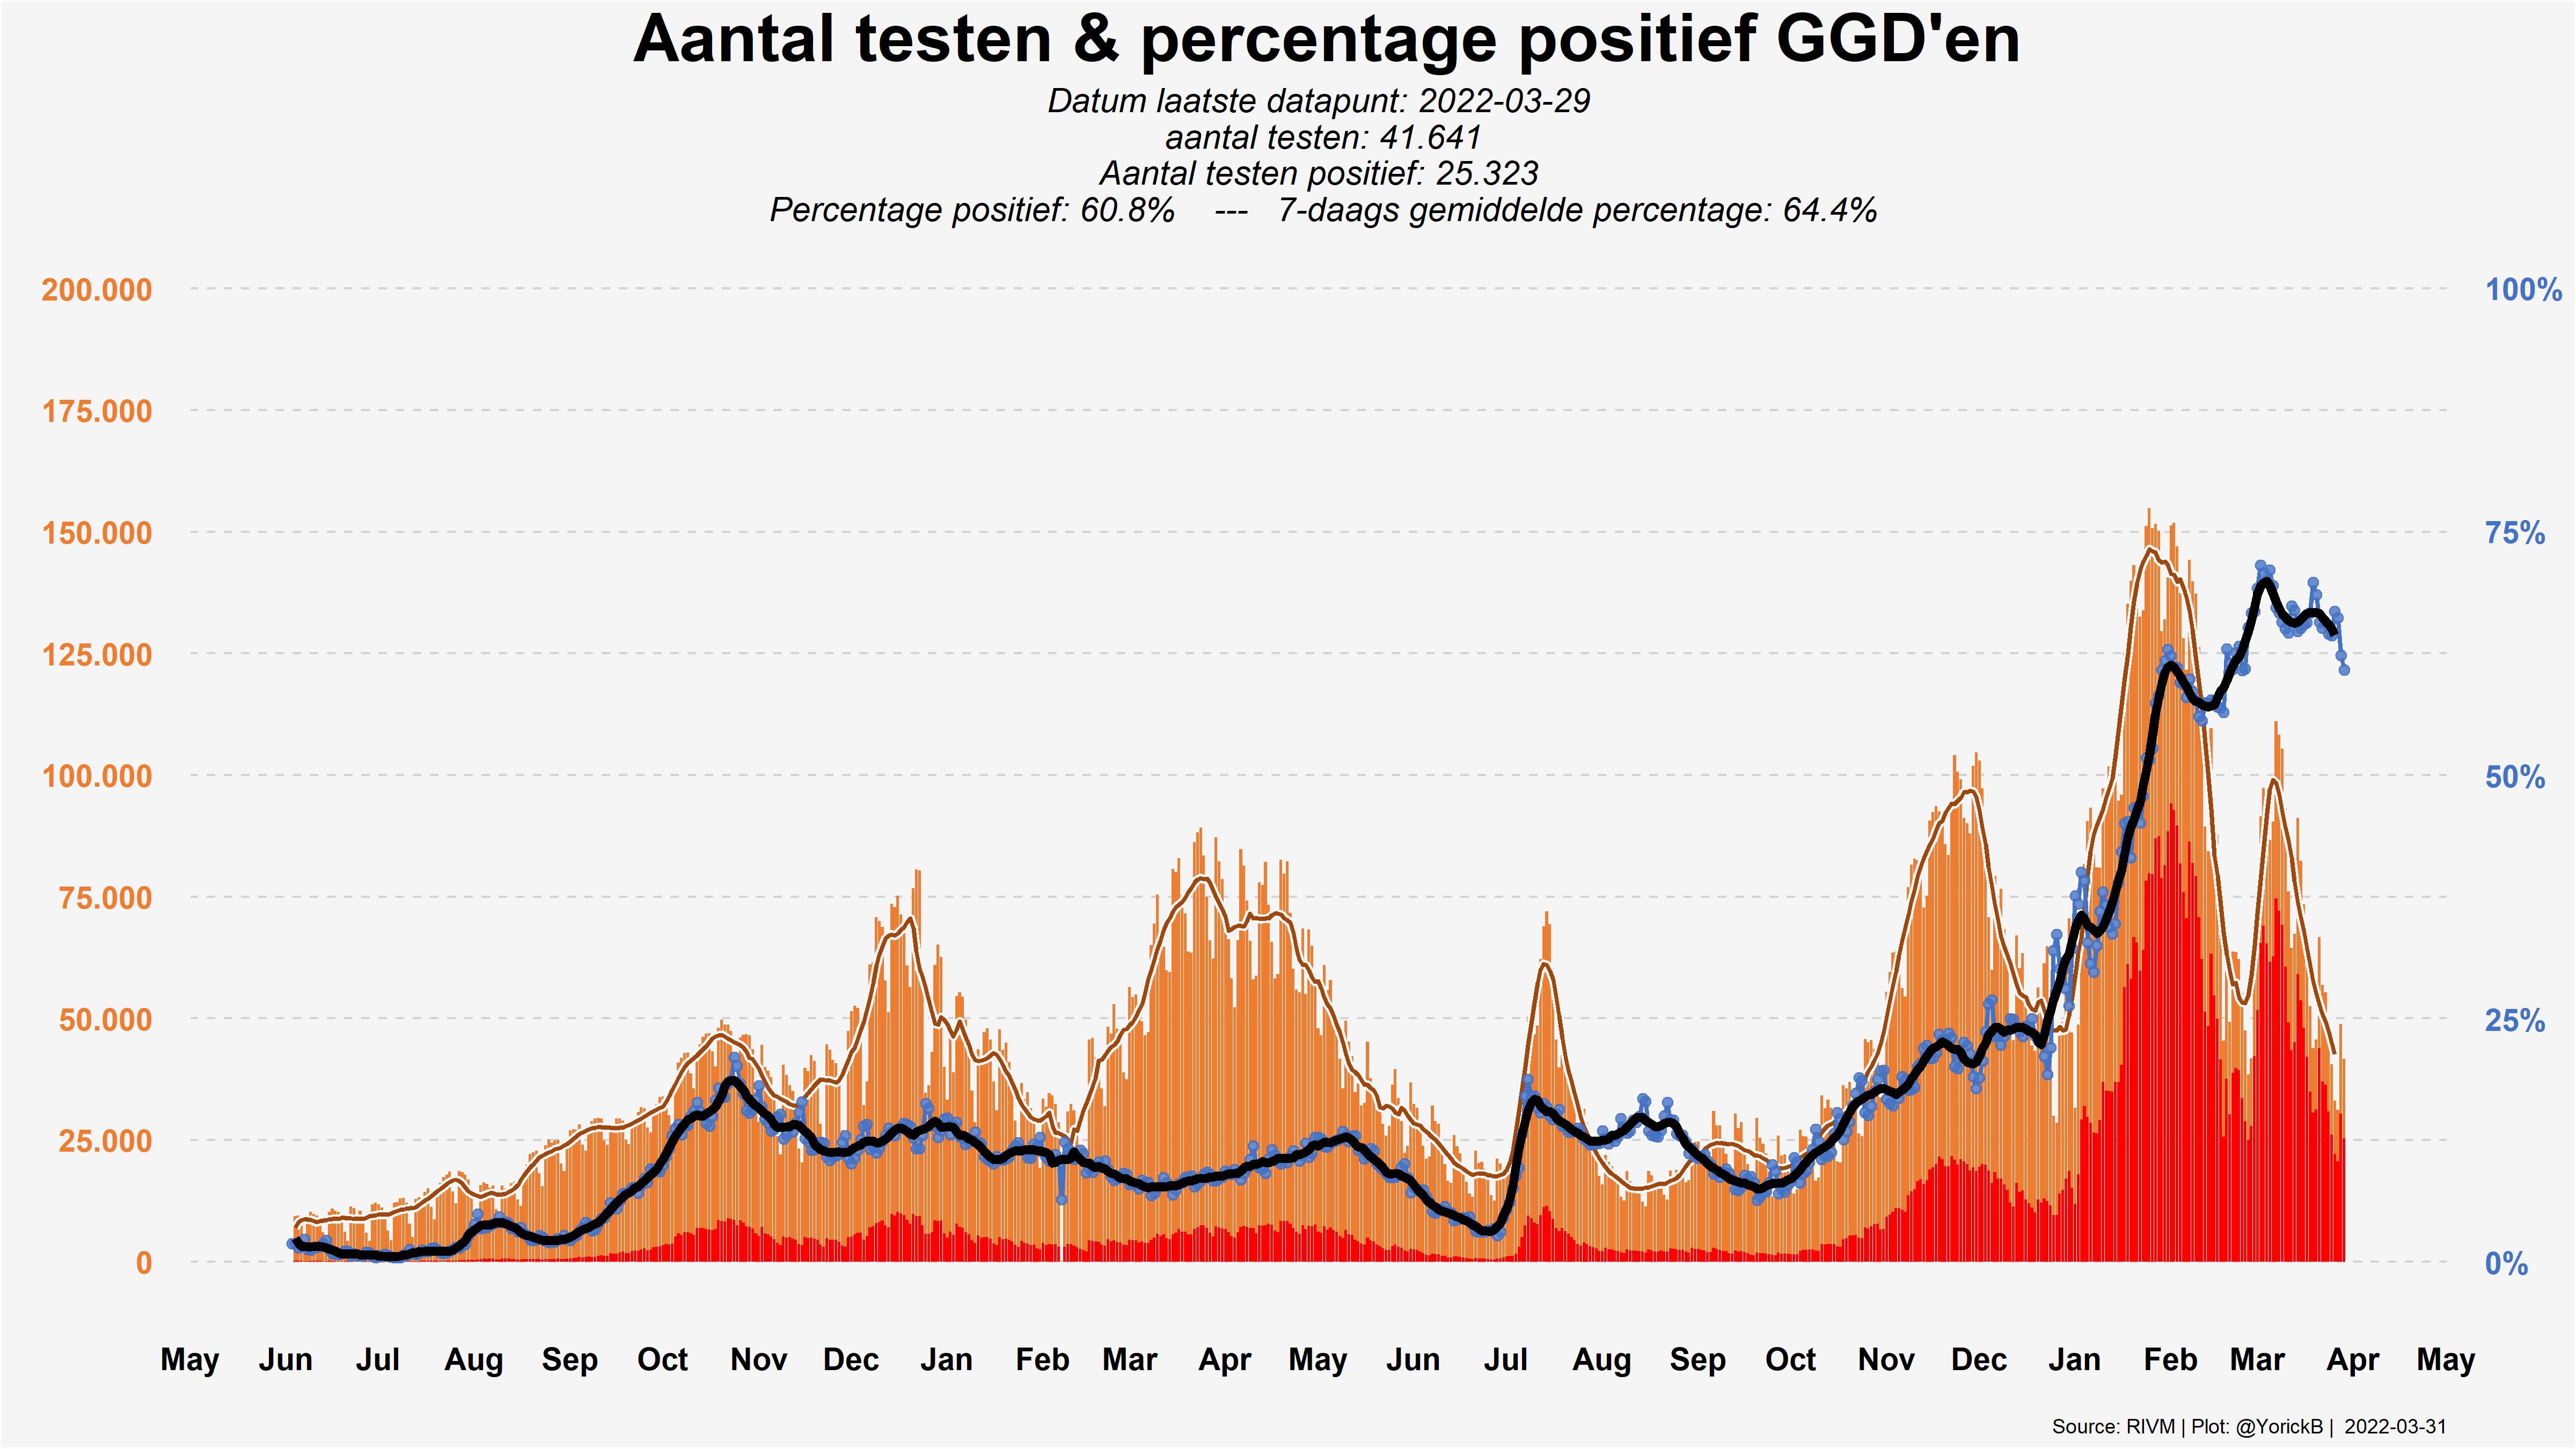 Aantal testen & percentage positief GGD'en
Datum laatste datapunt: 2022-03-29
aantal testen: 41.641
Aantal testen positief: 25.323
Percentage positief: 60.8%    ---   7-daags gemiddelde percentage: 64.4%
200.000 100%
175.000
150.000 75%
125.000
100.000 50%
75.000
50.000 25%
25.000
0 0%
May Jun Jul Aug Sep Oct Nov Dec Jan Feb Mar Apr May Jun Jul Aug Sep Oct Nov Dec Jan Feb Mar Apr May
Source: RIVM | Plot: @YorickB |  2022-03-31